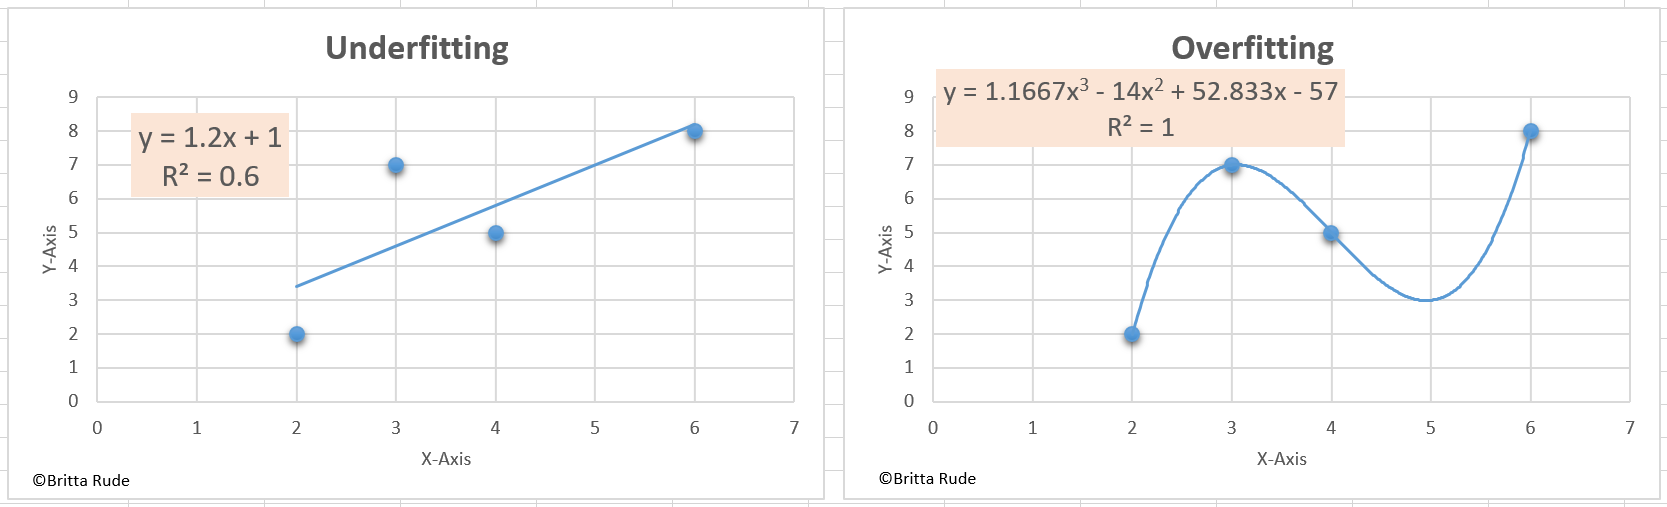 Underfitting
y = 1.2x + 1
R² = 0.6
9
8
7
6
5
4
3
2
1
0
Y-Axis
0 1 2 3 4 5 6 7
X-Axis
©Britta Rude
Overfitting
y = 1.1667x³ - 14x² + 52.833x - 57
R² = 1
9
8
7
6
5
4
3
2
1
0
Y-Axis
0 1 2 3 4 5 6 7
X-Axis
©Britta Rude